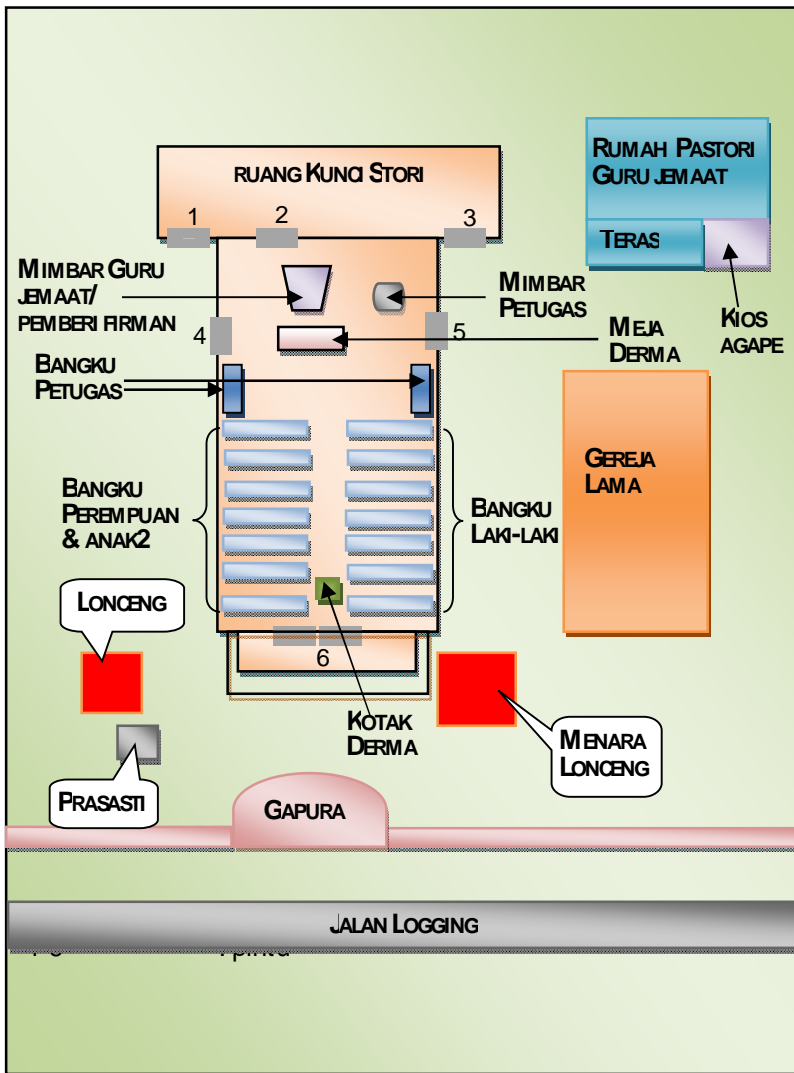 RUANG KUNCI STORI
RUMAH PASTORI
GURU JEMAAT
1
2
3
TERAS
MIMBAR GURU
JEMAAT/
PEMBERI FIRMAN
MIMBAR
PETUGAS
KIOS
AGAPE
4
5
MEJA
DERMA
BANGKU
PETUGAS
GEREJA
LAMA
BANGKU
PEREMPUAN
& ANAK2
BANGKU
LAKI-LAKI
LONCENG
6
KOTAK
DERMA
MENARA
LONCENG
PRASASTI
GAPURA
JALAN LOGGING